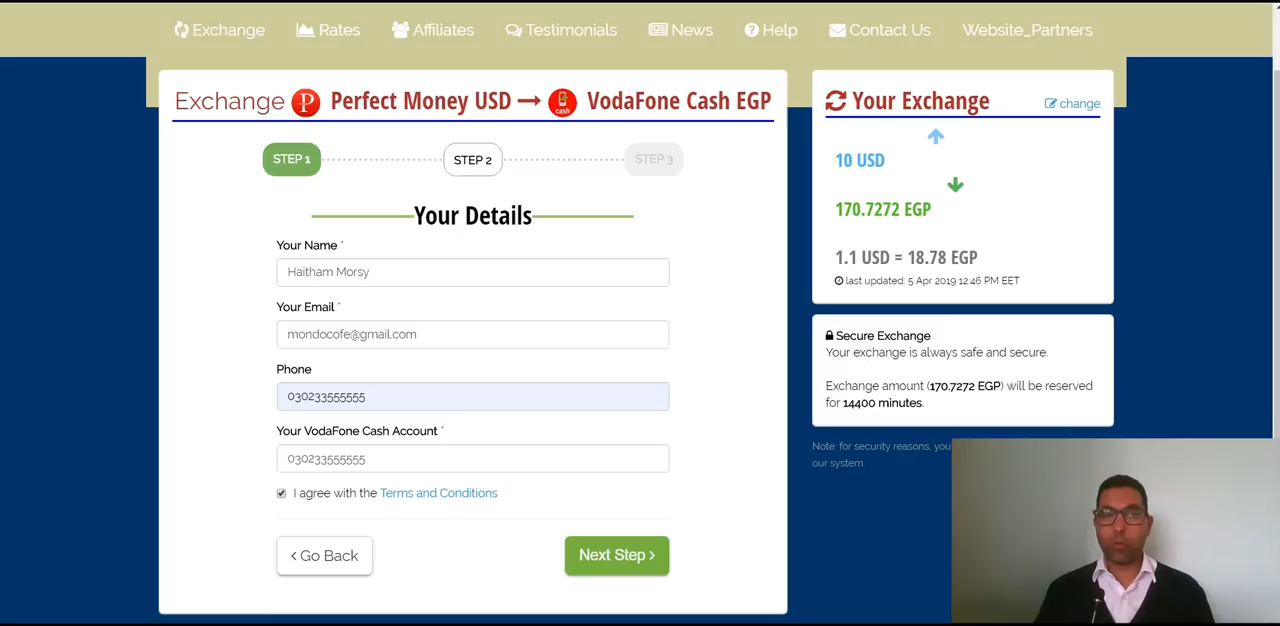 Exchange Rates Affiliates Testimonials News Help Contact Us Website_Partners
Exchange Perfect Money USD VodaFone Cash EGP
STEP 1 STEP 2 STEP 3
Your Details
Your Name *
Haitham Morsy
Your Email *
mondocofe@gmail.com
Phone
030233555555
Your VodaFone Cash Account *
030233555555
I agree with the Terms and Conditions
< Go Back
Next Step >
Your Exchange change
10 USD
170.7272 EGP
1.1 USD = 18.78 EGP
last updated: 5 Apr 2019 12:46 PM EET
Secure Exchange
Your exchange is always safe and secure.
Exchange amount (170.7272 EGP) will be reserved
for 14400 minutes.
Note: for security reasons, you
our system.